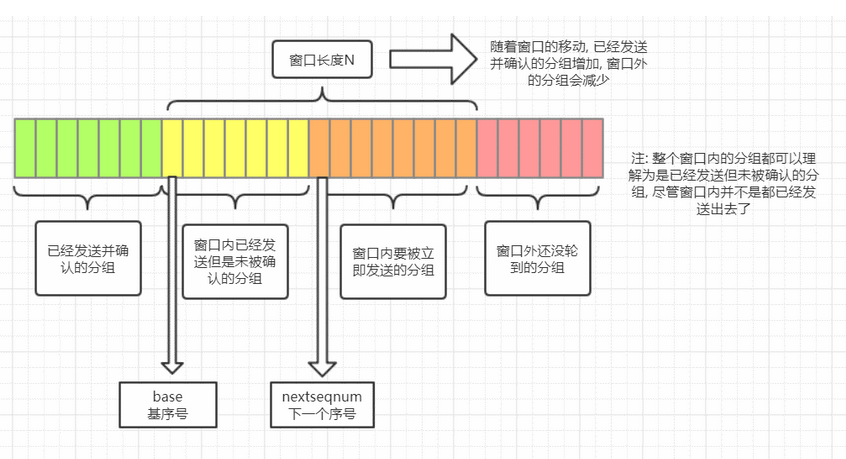 窗口长度N
随着窗口的移动, 已经发送
并确认的分组增加, 窗口外
的分组会减少
注: 整个窗口内的分组都可以理
解为是已经发送但未被确认的分
组, 尽管窗口内并不是都已经发
送出去了
已经发送并确
认的分组
窗口内已经发
送但是未被确
认的分组
窗口内要被立
即发送的分组
窗口外还没轮
到的分组
base
基序号
nextseqnum
下一个序号